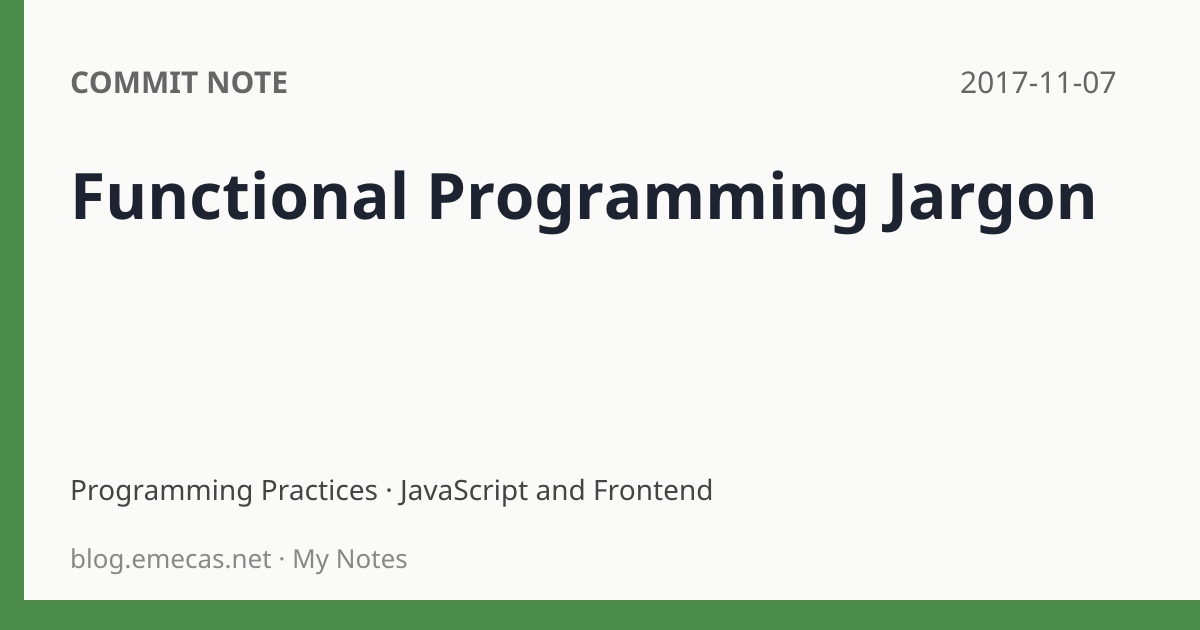 COMMIT NOTE
2017-11-07
Functional Programming Jargon
Programming Practices · JavaScript and Frontend
blog.emecas.net · My Notes